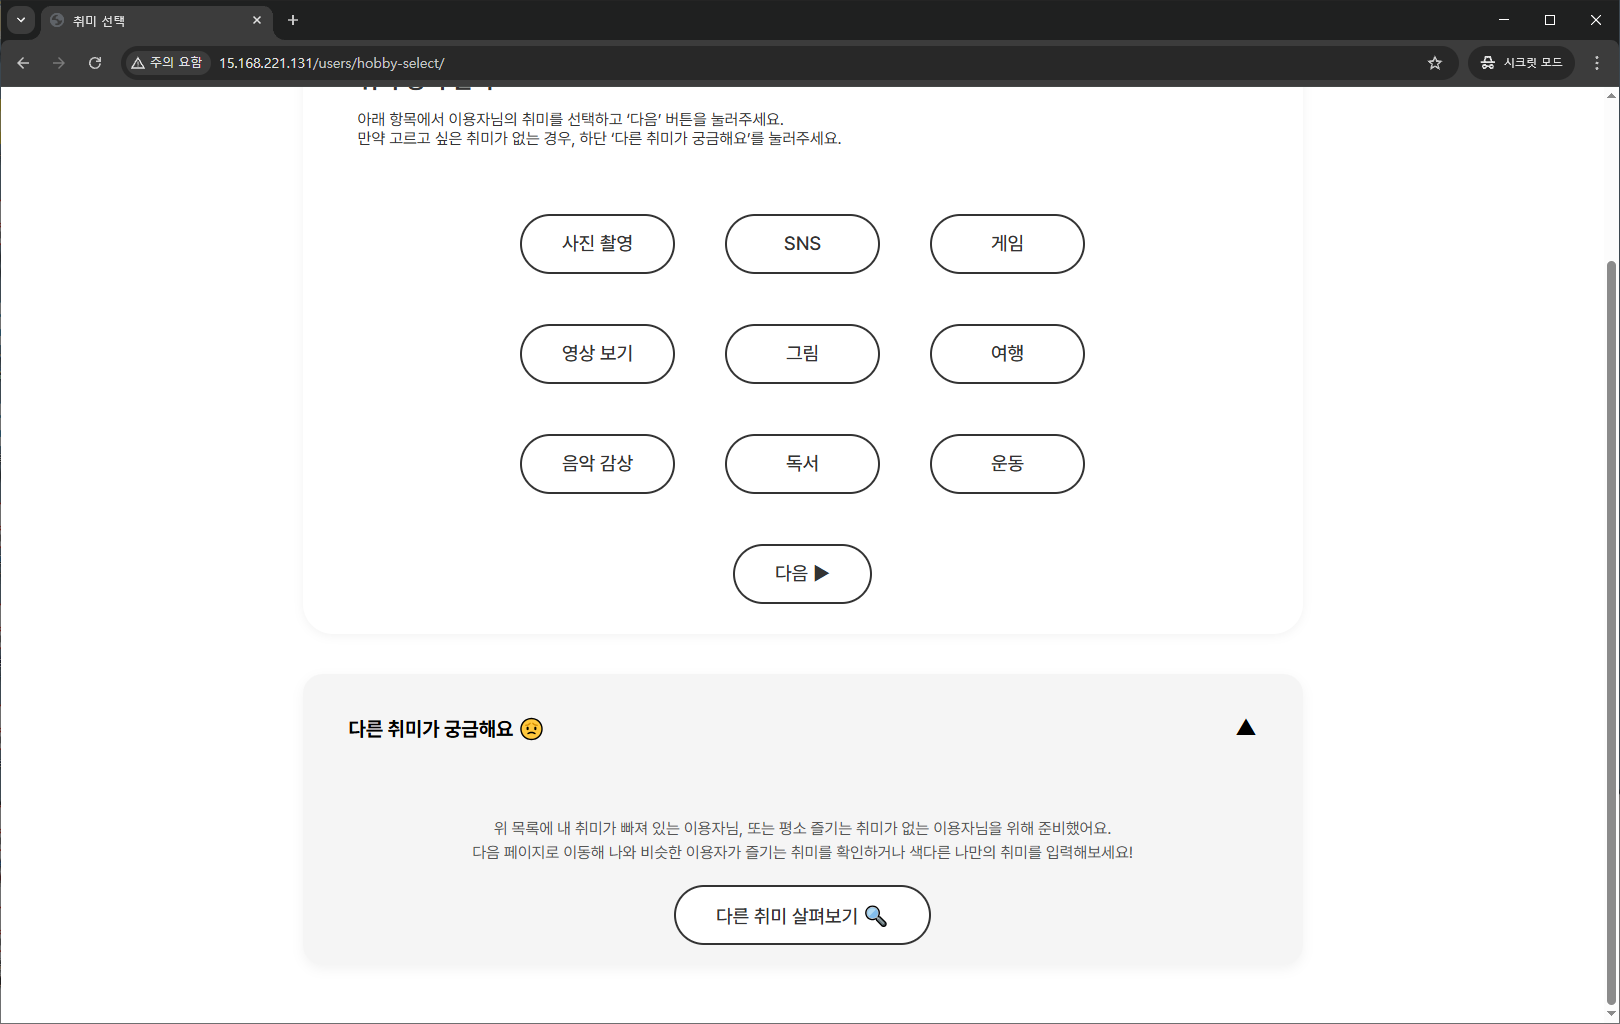 취미 선택
주의 요함
15.168.221.131/users/hobby-select/
시크릿 모드
아래 항목에서 이용자님의 취미를 선택하고 ‘다음’ 버튼을 눌러주세요.
만약 고르고 싶은 취미가 없는 경우, 하단 ‘다른 취미가 궁금해요’를 눌러주세요.
사진 촬영
SNS
게임
영상 보기
그림
여행
음악 감상
독서
운동
다음 ▶
다른 취미가 궁금해요 😟
▲
위 목록에 내 취미가 빠져 있는 이용자님, 또는 평소 즐기는 취미가 없는 이용자님을 위해 준비했어요.
다음 페이지로 이동해 나와 비슷한 이용자가 즐기는 취미를 확인하거나 색다른 나만의 취미를 입력해보세요!
다른 취미 살펴보기 🔍